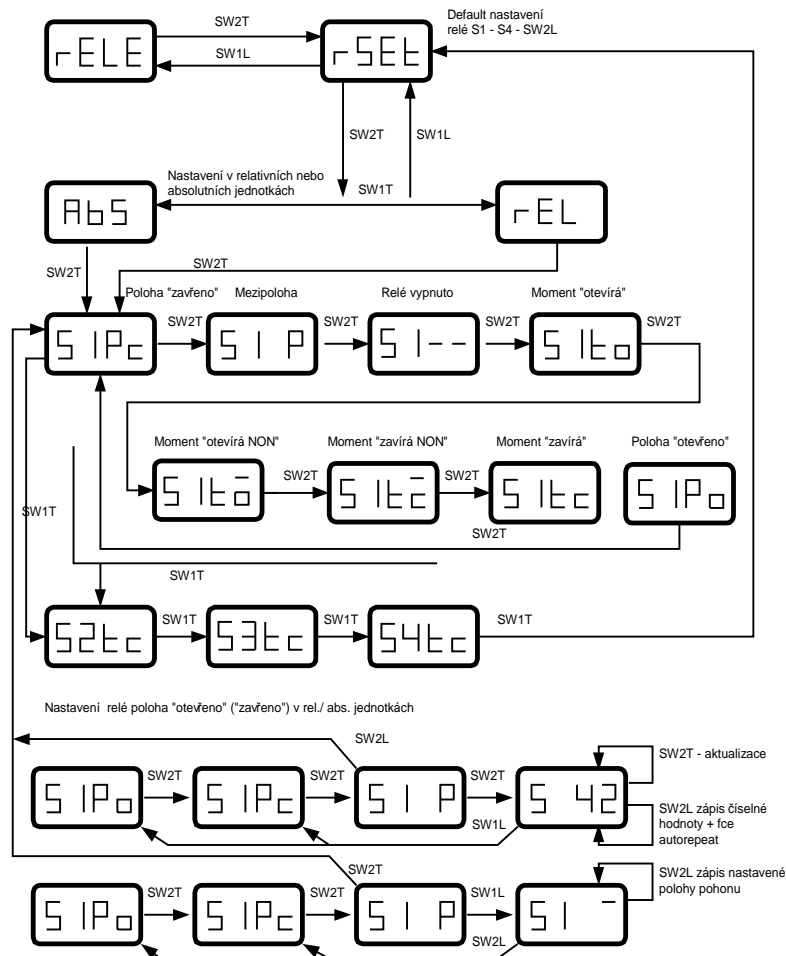 SW2T
Default nastavení
relé S1 - S4 - SW2L
rELE
rSEt
SW1L
SW2T
SW1L
Nastavení v relativních nebo
absolutních jednotkách
SW1T
AbS
rEL
SW2T
SW2T
Poloha "zavřeno"
Mezipoloha
Relé vypnuto
Moment "otevírá"
S1Pc
SW2T
S1 P
SW2T
S1--
SW2T
S1to
SW2T
Moment "otevírá NON"
Moment "zavírá NON"
Moment "zavírá"
Poloha "otevřeno"
S1tō
SW2T
S1tc̄
SW2T
S1tc
S1Po
SW1T
SW2T
SW1T
S2tc
SW1T
S3tc
SW1T
S4tc
SW1T
Nastavení relé poloha "otevřeno" ("zavřeno") v rel./ abs. jednotkách
SW2L
SW2T - aktualizace
S1Po
SW2T
S1Pc
SW2T
S1 P
SW2T
S 42
SW1L
SW2L zápis číselné
hodnoty + fce
autorepeat
SW2T
SW2L zápis nastavené
polohy pohonu
S1Po
SW2T
S1Pc
SW2T
S1 P
SW1L
S1 ¯
SW2L